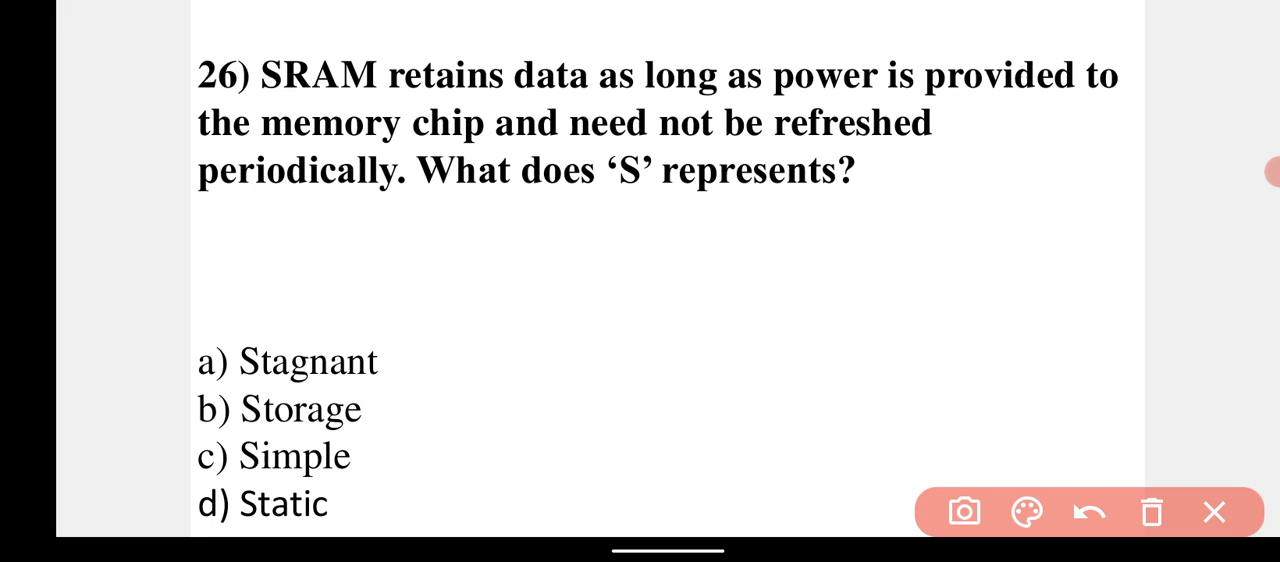 26) SRAM retains data as long as power is provided to
the memory chip and need not be refreshed
periodically. What does ‘S’ represents?
a) Stagnant
b) Storage
c) Simple
d) Static